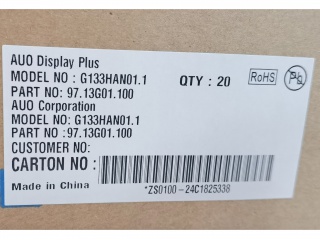 AUO Display Plus
MODEL NO : G133HAN01.1 QTY : 20 RoHS Pb
PART NO: 97.13G01.100
AUO Corporation
MODEL NO: G133HAN01.1
PART NO: 97.13G01.100
CUSTOMER NO:
CARTON NO :
Made in China *ZS0100-24C1825338